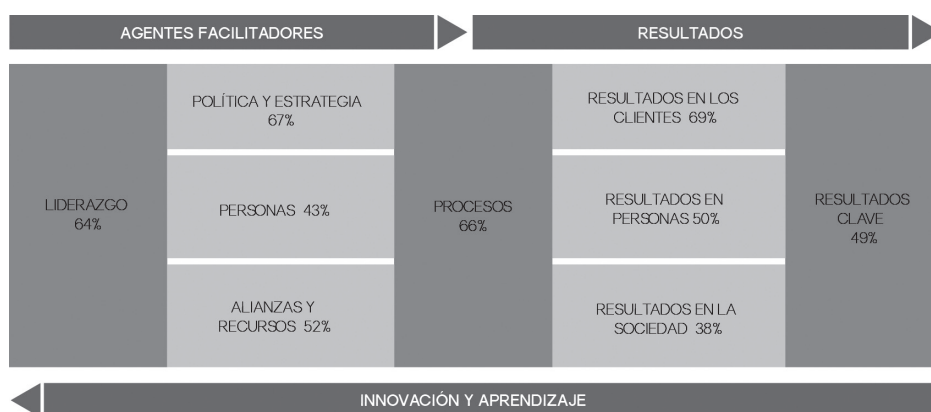 AGENTES FACILITADORES
RESULTADOS
LIDERAZGO
64%
POLÍTICA Y ESTRATEGIA
67%
PERSONAS 43%
ALIANZAS Y
RECURSOS 52%
PROCESOS
66%
RESULTADOS EN LOS
CLIENTES 69%
RESULTADOS EN
PERSONAS 50%
RESULTADOS EN LA
SOCIEDAD 38%
RESULTADOS
CLAVE
49%
INNOVACIÓN Y APRENDIZAJE